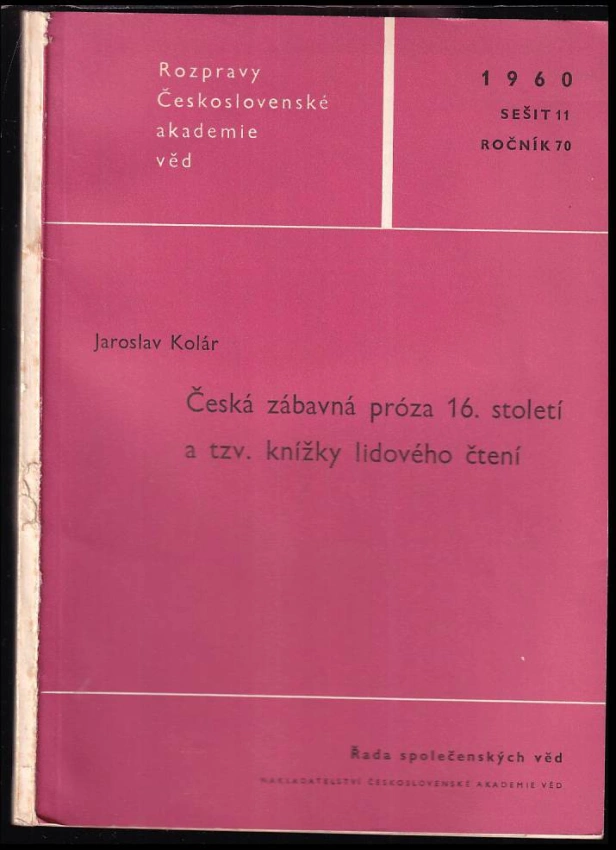 Rozpravy
Československé
akademie
věd
1960
SEŠIT 11
ROČNÍK 70
Jaroslav Kolár
Česká zábavná próza 16. století
a tzv. knížky lidového čtení
Řada společenských věd
NAKLADATELSTVÍ ČESKOSLOVENSKÉ AKADEMIE VĚD